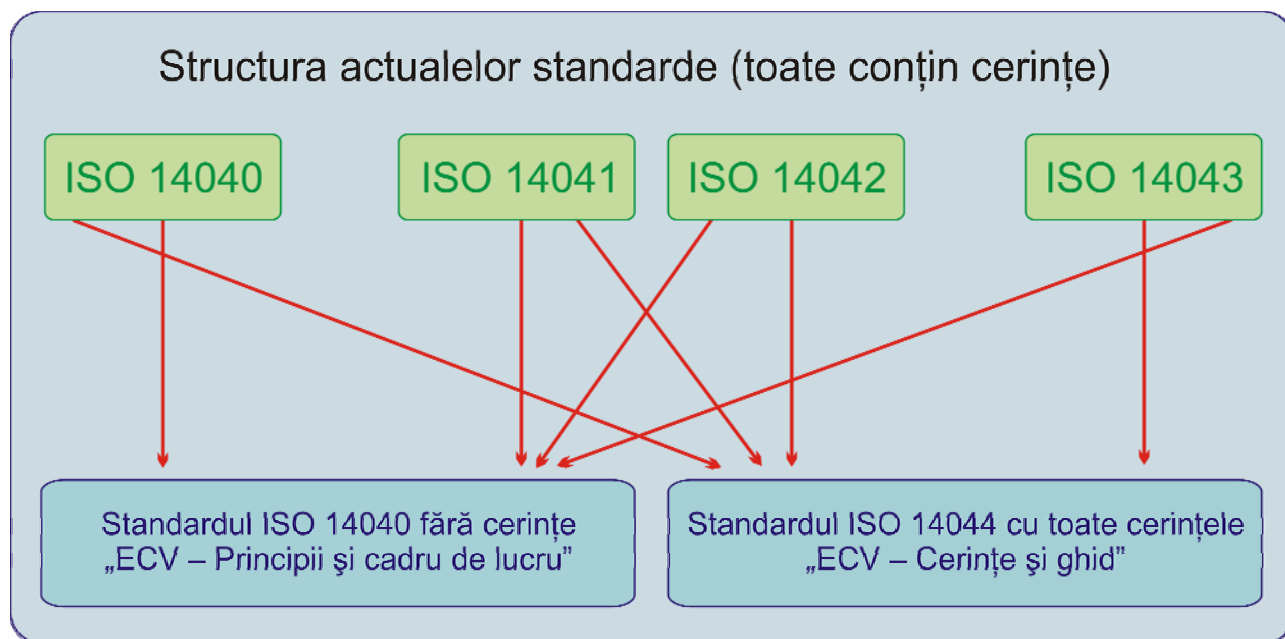 Structura actualelor standarde (toate conțin cerințe)
ISO 14040
ISO 14041
ISO 14042
ISO 14043
Standardul ISO 14040 fără cerințe
„ECV – Principii şi cadru de lucru”
Standardul ISO 14044 cu toate cerințele
„ECV – Cerințe şi ghid”